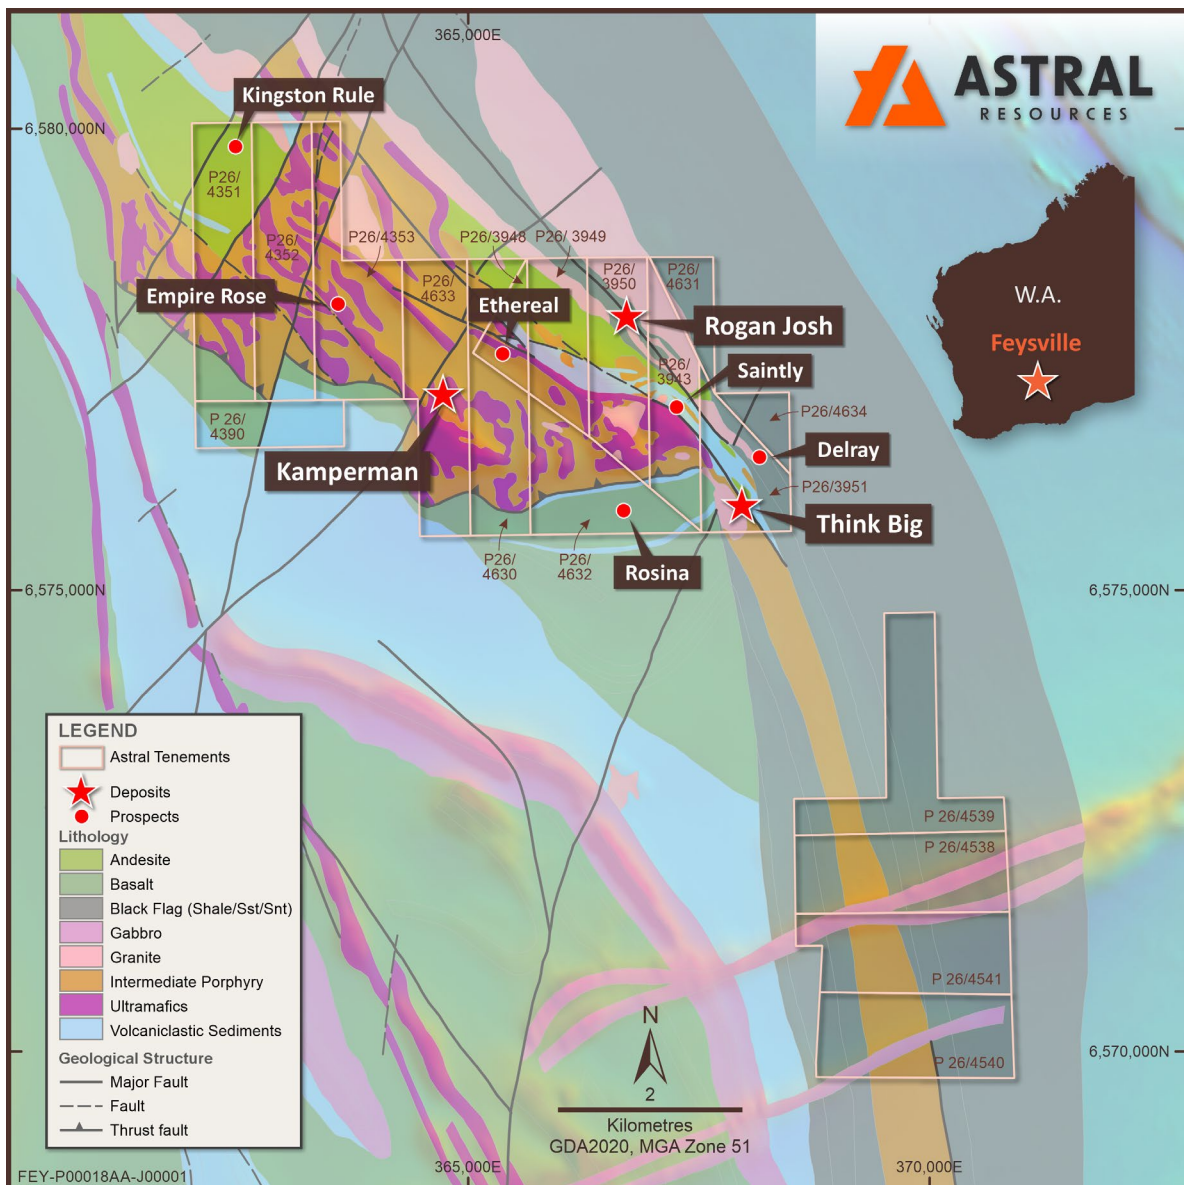 365,000E
ASTRAL
RESOURCES
Kingston Rule
6,580,000N
P26/
4351
P26/
4352
P26/4353
P26/3948
P26/ 3949
P26/
3950
P26/
4631
P26/
4633
W.A.
Feysville
Empire Rose
Ethereal
Rogan Josh
P26/
3943
Saintly
P 26/
4390
P26/4634
Kamperman
Delray
P26/3951
Think Big
P26/
4630
P26/
4632
Rosina
6,575,000N
6,575,000N
LEGEND
Astral Tenements
Deposits
Prospects
Lithology
Andesite
Basalt
Black Flag (Shale/Sst/Snt)
Gabbro
Granite
Intermediate Porphyry
Ultramafics
Volcaniclastic Sediments
Geological Structure
Major Fault
Fault
Thrust fault
P 26/4539
P 26/4538
P 26/4541
P 26/4540
N
2
Kilometres
GDA2020, MGA Zone 51
6,570,000N
365,000E
370,000E
FEY-P00018AA-J00001